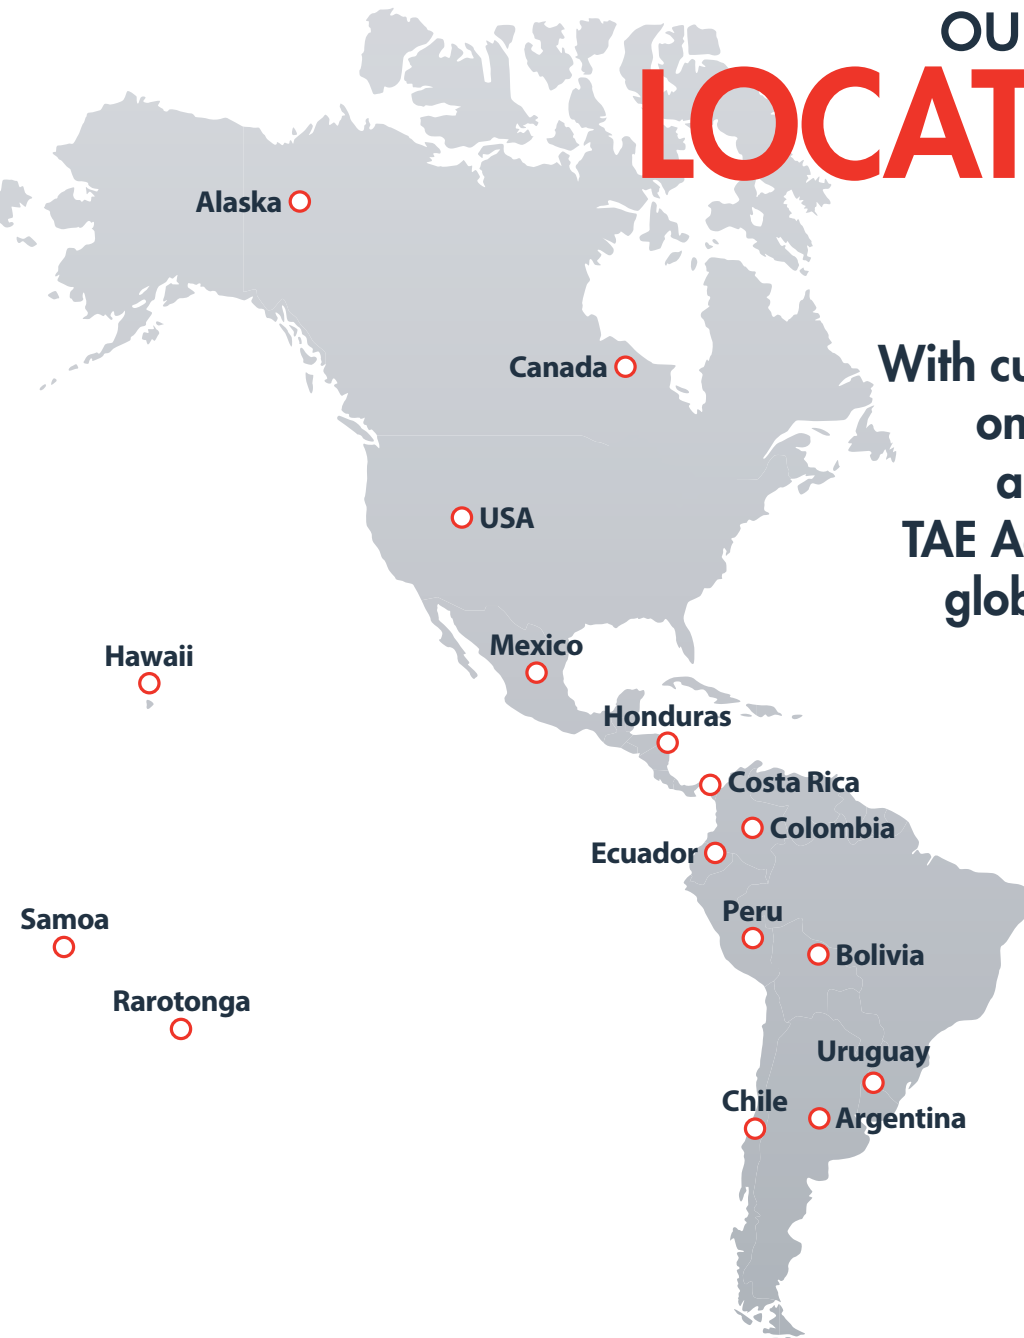 OU
LOCAT
Alaska
Canada
With cu
on
a
TAE A
glob
USA
Mexico
Hawaii
Honduras
Costa Rica
Colombia
Ecuador
Peru
Samoa
Bolivia
Rarotonga
Uruguay
Chile
Argentina